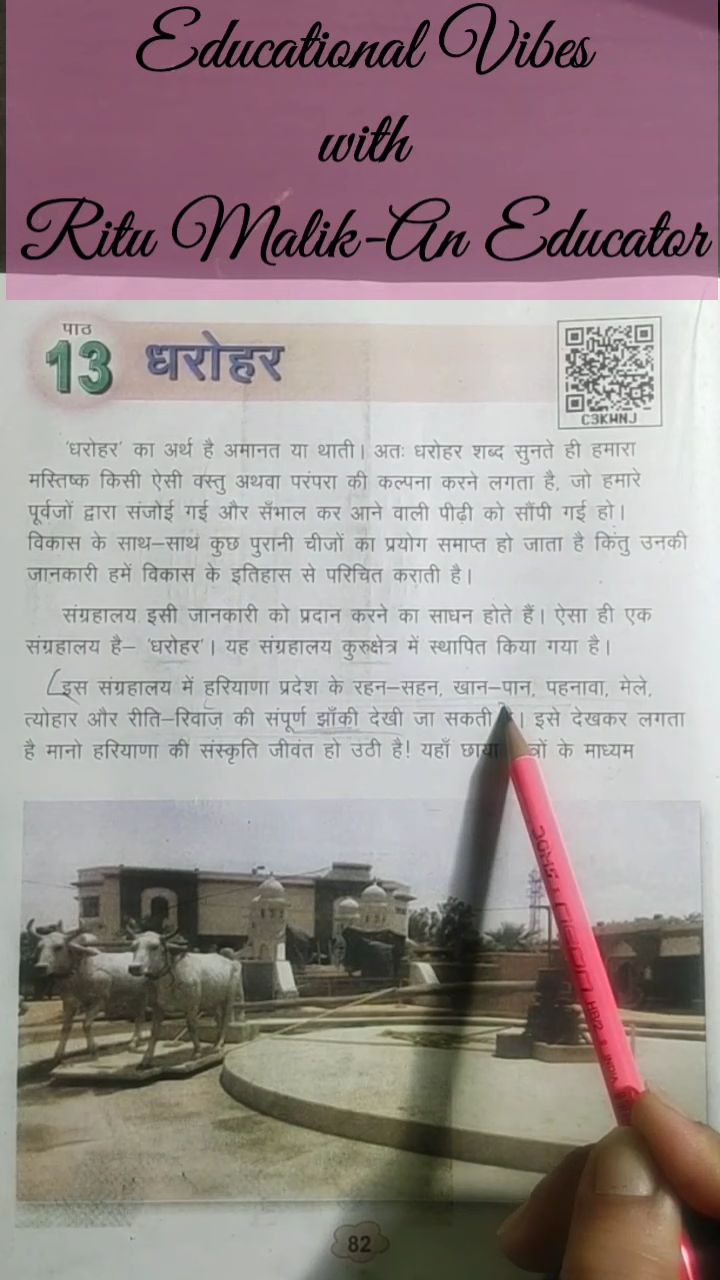 Educational Vibes
with
Ritu Malik-An Educator
पाठ
13 धरोहर
C3KWNJ
'धरोहर' का अर्थ है अमानत या थाती। अतः धरोहर शब्द सुनते ही हमारा
मस्तिष्क किसी ऐसी वस्तु अथवा परंपरा की कल्पना करने लगता है, जो हमारे
पूर्वजों द्वारा संजोई गई और सँभाल कर आने वाली पीढ़ी को सौंपी गई हो।
विकास के साथ–साथ कुछ पुरानी चीजों का प्रयोग समाप्त हो जाता है किंतु उनकी
जानकारी हमें विकास के इतिहास से परिचित कराती है।
संग्रहालय इसी जानकारी को प्रदान करने का साधन होते हैं। ऐसा ही एक
संग्रहालय है– 'धरोहर'। यह संग्रहालय कुरुक्षेत्र में स्थापित किया गया है।
इस संग्रहालय में हरियाणा प्रदेश के रहन–सहन, खान–पान, पहनावा, मेले,
त्योहार और रीति–रिवाज़ की संपूर्ण झाँकी देखी जा सकती । इसे देखकर लगता
है मानो हरियाणा की संस्कृति जीवंत हो उठी है! यहाँ के माध्यम
82